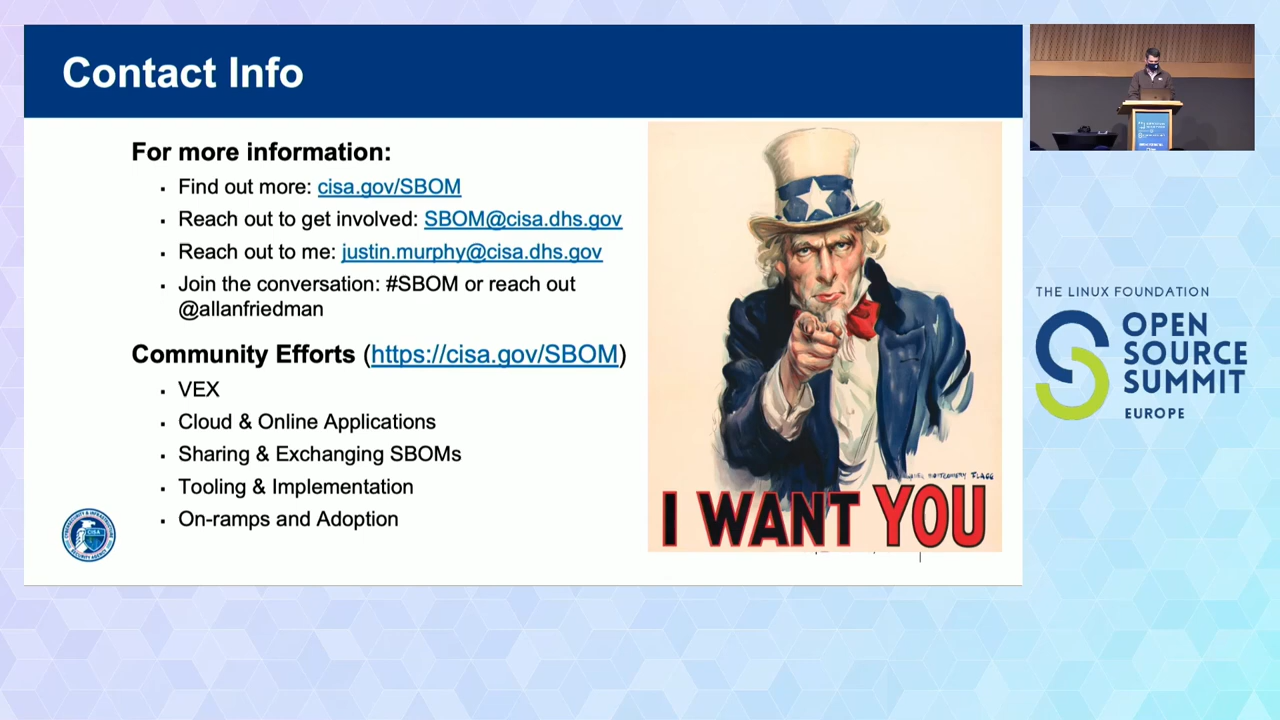 Contact Info
For more information:
▪ Find out more: cisa.gov/SBOM
▪ Reach out to get involved: SBOM@cisa.dhs.gov
▪ Reach out to me: justin.murphy@cisa.dhs.gov
▪ Join the conversation: #SBOM or reach out
@allanfriedman
Community Efforts (https://cisa.gov/SBOM)
▪ VEX
▪ Cloud & Online Applications
▪ Sharing & Exchanging SBOMs
▪ Tooling & Implementation
▪ On-ramps and Adoption
CISA
MONTGOMERY FLAGG
I WANT YOU
THE LINUX FOUNDATION
OPEN
SOURCE
SUMMIT
EUROPE